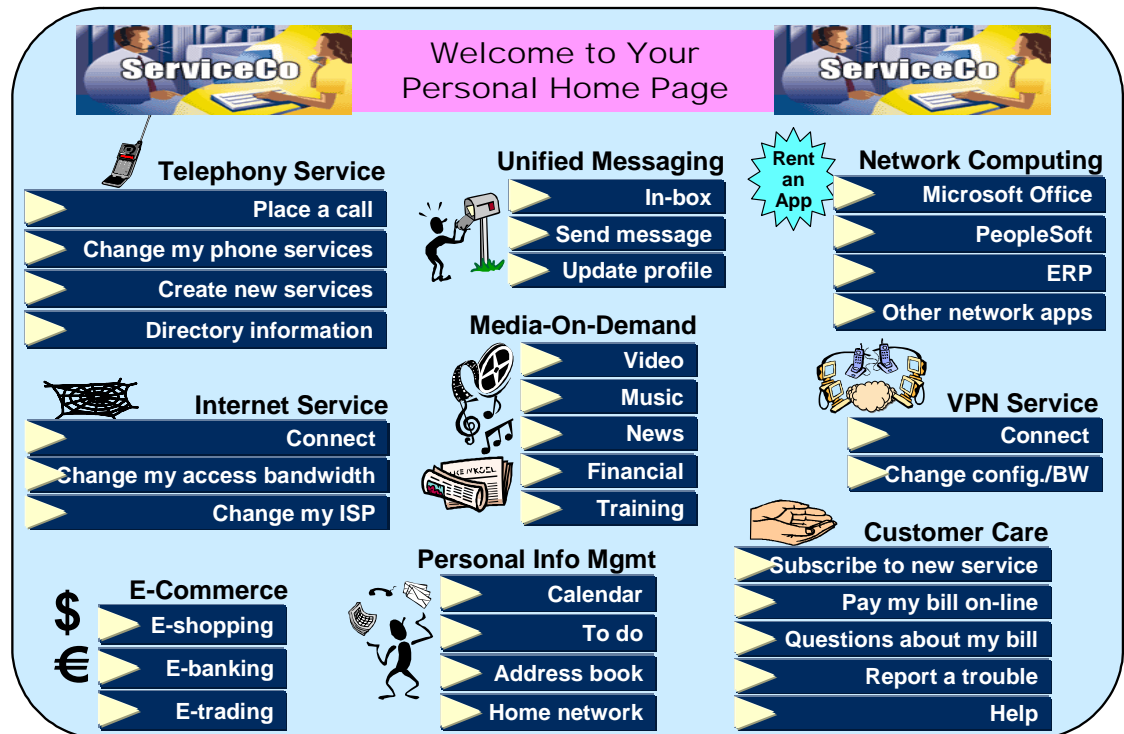 ServiceCo
Welcome to Your
Personal Home Page
ServiceCo
Telephony Service
Place a call
Change my phone services
Create new services
Directory information
Unified Messaging
In-box
Send message
Update profile
Rent
an
App
Network Computing
Microsoft Office
PeopleSoft
ERP
Other network apps
Internet Service
Connect
Change my access bandwidth
Change my ISP
Media-On-Demand
Video
Music
News
Financial
Training
VPN Service
Connect
Change config./BW
E-Commerce
$
€
E-shopping
E-banking
E-trading
Personal Info Mgmt
Calendar
To do
Address book
Home network
Customer Care
Subscribe to new service
Pay my bill on-line
Questions about my bill
Report a trouble
Help